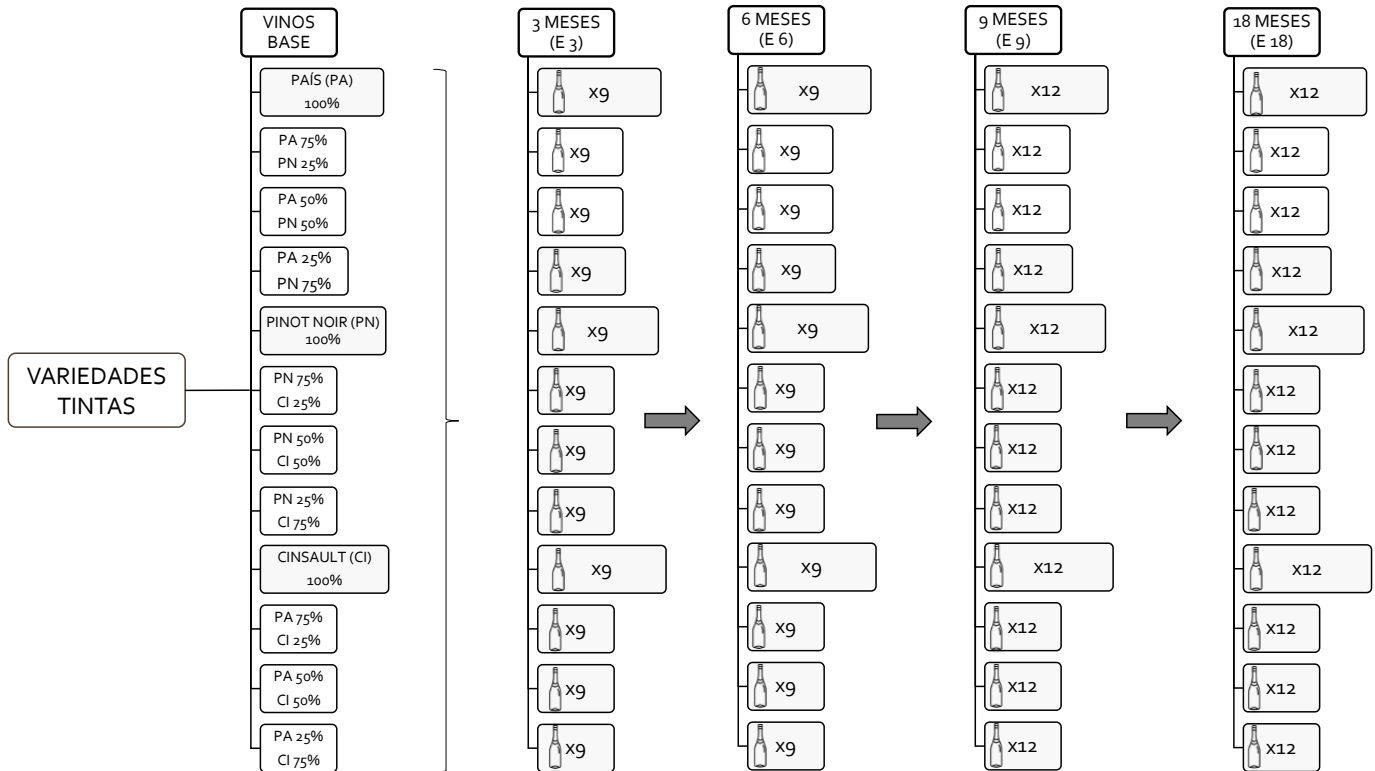 VARIEDADES
TINTAS
VINOS
BASE
PAÍS (PA)
100%
PA 75%
PN 25%
PA 50%
PN 50%
PA 25%
PN 75%
PINOT NOIR (PN)
100%
PN 75%
CI 25%
PN 50%
CI 50%
PN 25%
CI 75%
CINSAULT (CI)
100%
PA 75%
CI 25%
PA 50%
CI 50%
PA 25%
CI 75%
3 MESES
(E 3)
x9
x9
x9
x9
x9
x9
x9
x9
x9
x9
x9
x9
6 MESES
(E 6)
x9
x9
x9
x9
x9
x9
x9
x9
x9
x9
x9
x9
9 MESES
(E 9)
x12
x12
x12
x12
x12
x12
x12
x12
x12
x12
x12
x12
18 MESES
(E 18)
x12
x12
x12
x12
x12
x12
x12
x12
x12
x12
x12
x12